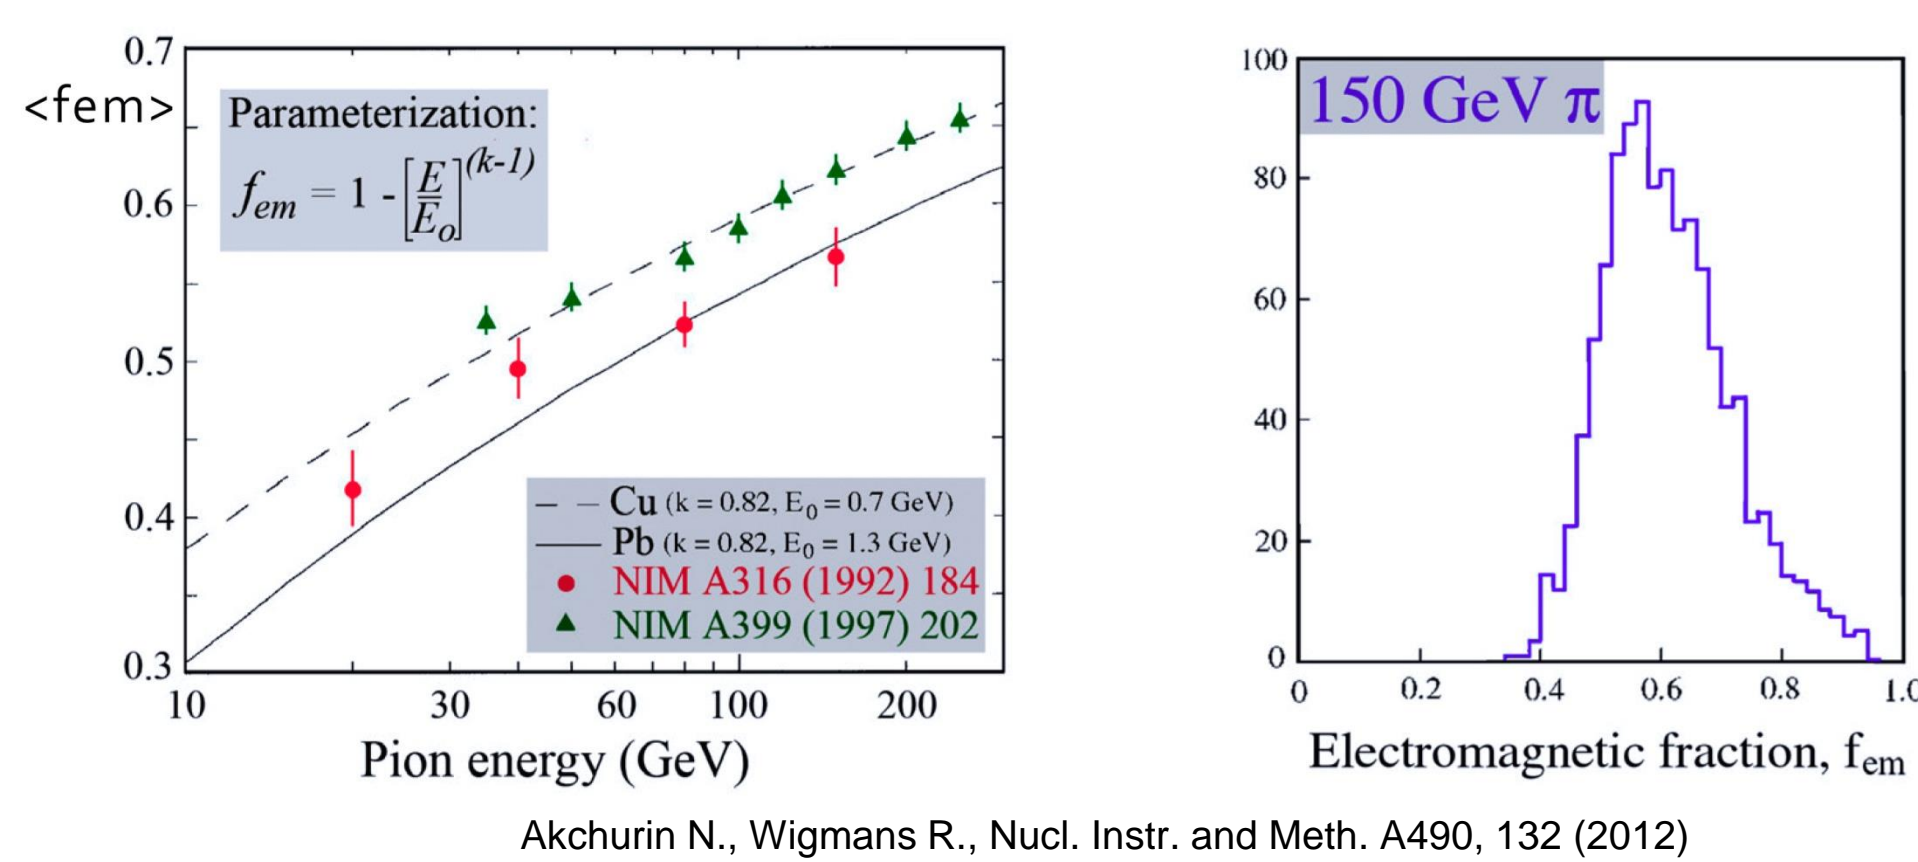 <fem>
0.7
0.6
0.5
0.4
0.3
Parameterization:
f_em = 1 - [E/E_o]^(k-1)
Cu (k = 0.82, E_0 = 0.7 GeV)
Pb (k = 0.82, E_0 = 1.3 GeV)
NIM A316 (1992) 184
NIM A399 (1997) 202
10 30 60 100 200
Pion energy (GeV)
100
80
60
40
20
0
150 GeV π
0 0.2 0.4 0.6 0.8 1.0
Electromagnetic fraction, f_em
Akchurin N., Wigmans R., Nucl. Instr. and Meth. A490, 132 (2012)